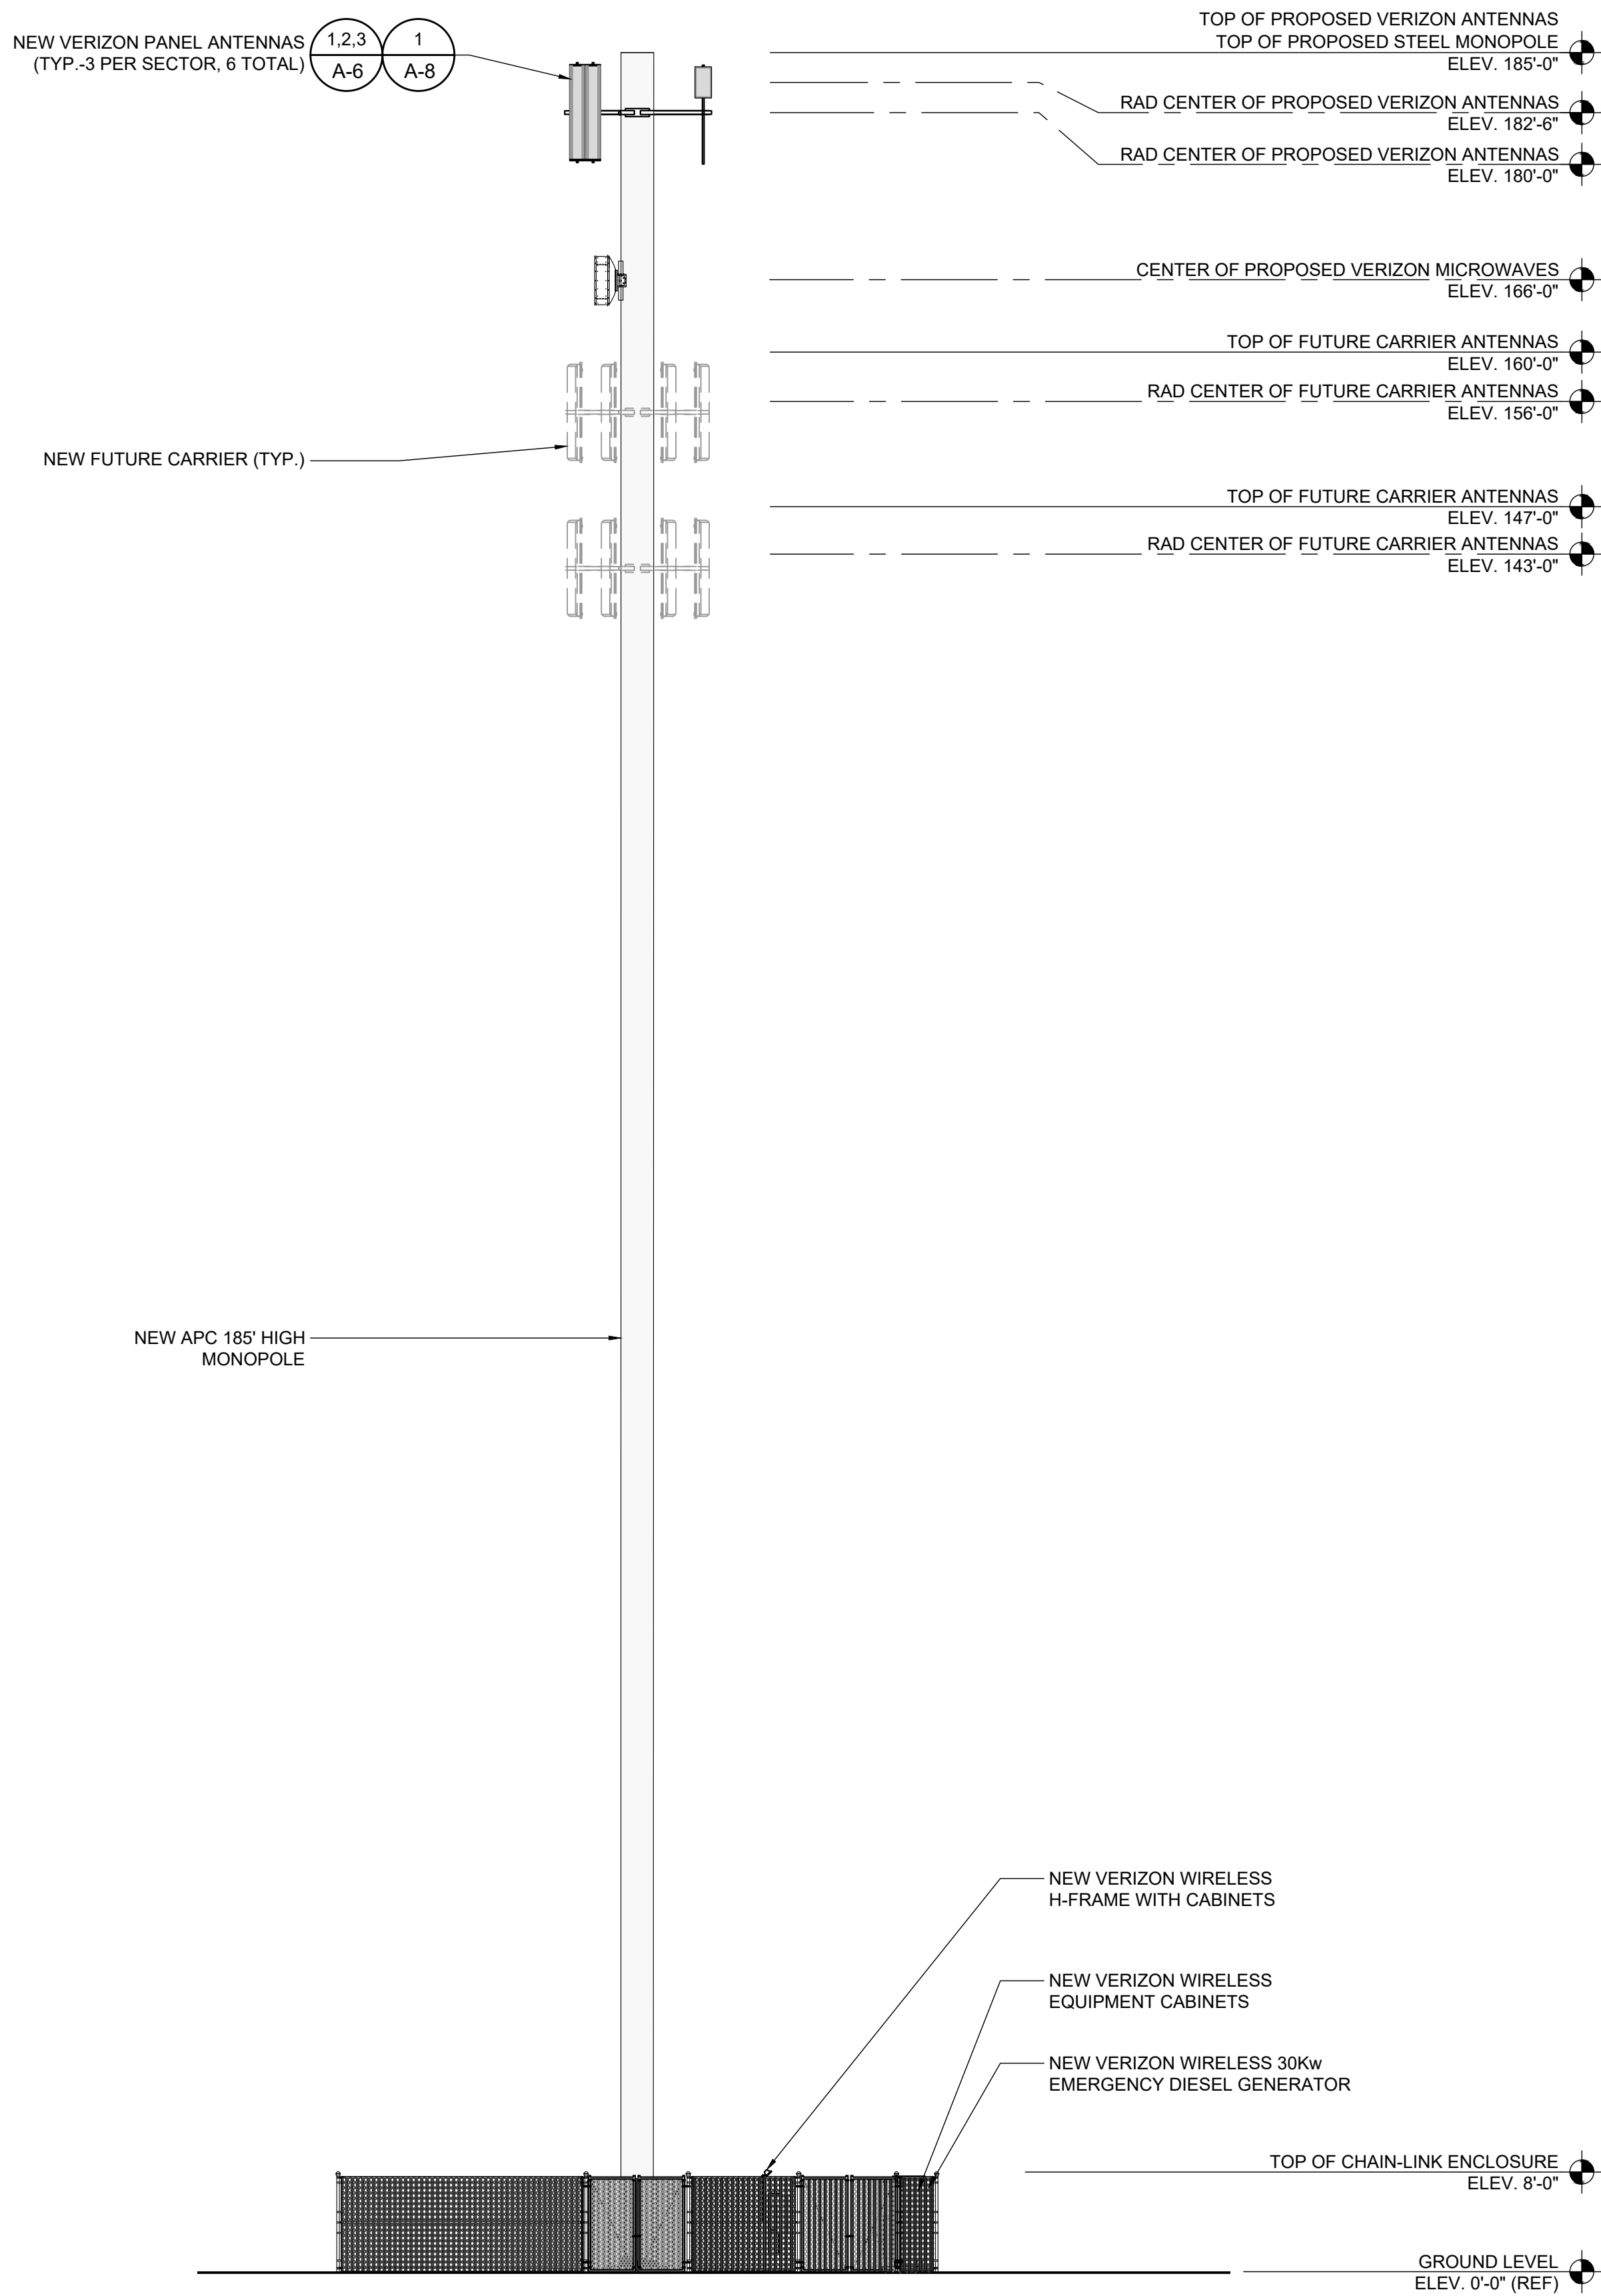 NEW VERIZON PANEL ANTENNAS
(TYP.-3 PER SECTOR, 6 TOTAL)
1,2,3
A-6
1
A-8
TOP OF PROPOSED VERIZON ANTENNAS
TOP OF PROPOSED STEEL MONOPOLE
ELEV. 185'-0"
RAD CENTER OF PROPOSED VERIZON ANTENNAS
ELEV. 182'-6"
RAD CENTER OF PROPOSED VERIZON ANTENNAS
ELEV. 180'-0"
CENTER OF PROPOSED VERIZON MICROWAVES
ELEV. 166'-0"
TOP OF FUTURE CARRIER ANTENNAS
ELEV. 160'-0"
RAD CENTER OF FUTURE CARRIER ANTENNAS
ELEV. 156'-0"
NEW FUTURE CARRIER (TYP.)
TOP OF FUTURE CARRIER ANTENNAS
ELEV. 147'-0"
RAD CENTER OF FUTURE CARRIER ANTENNAS
ELEV. 143'-0"
NEW APC 185' HIGH
MONOPOLE
NEW VERIZON WIRELESS
H-FRAME WITH CABINETS
NEW VERIZON WIRELESS
EQUIPMENT CABINETS
NEW VERIZON WIRELESS 30Kw
EMERGENCY DIESEL GENERATOR
TOP OF CHAIN-LINK ENCLOSURE
ELEV. 8'-0"
GROUND LEVEL
ELEV. 0'-0" (REF)